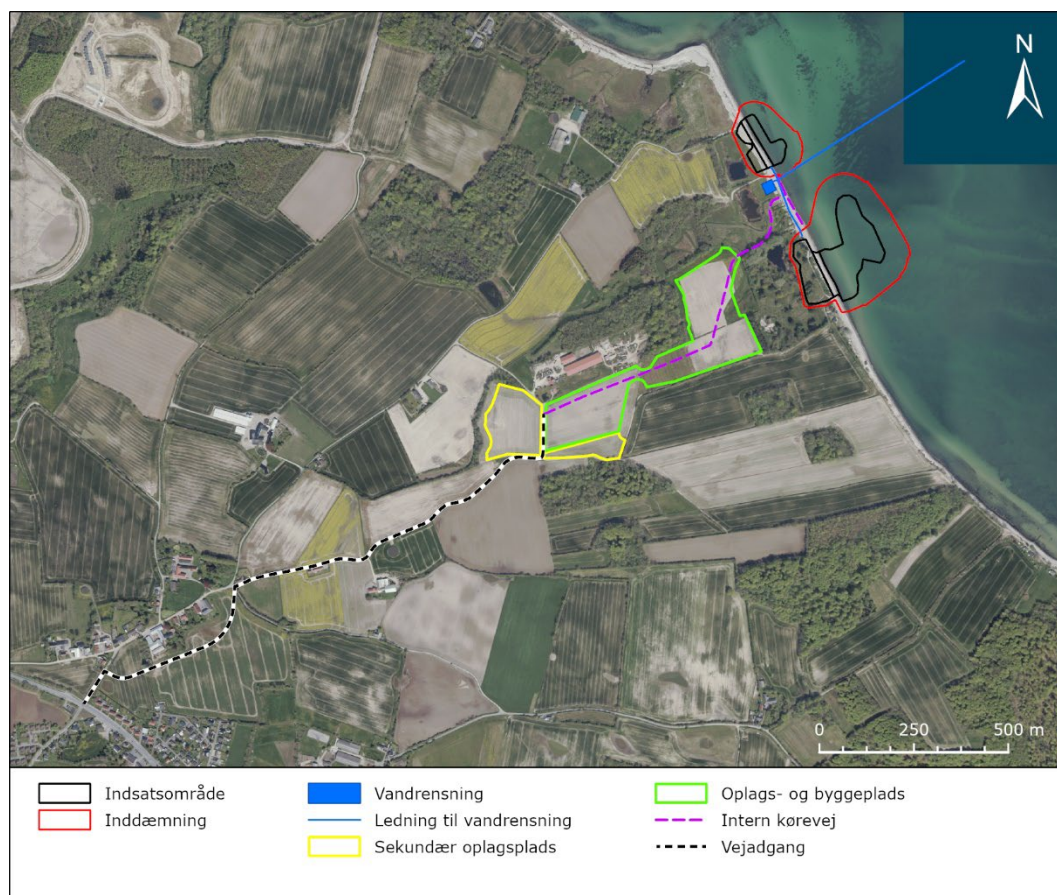 N
0 250 500 m
Indsatsområde
Inddæmning
Vandrensning
Ledning til vandrensning
Sekundær oplagsplads
Oplags- og byggeplads
Intern kørevej
Vejadgang